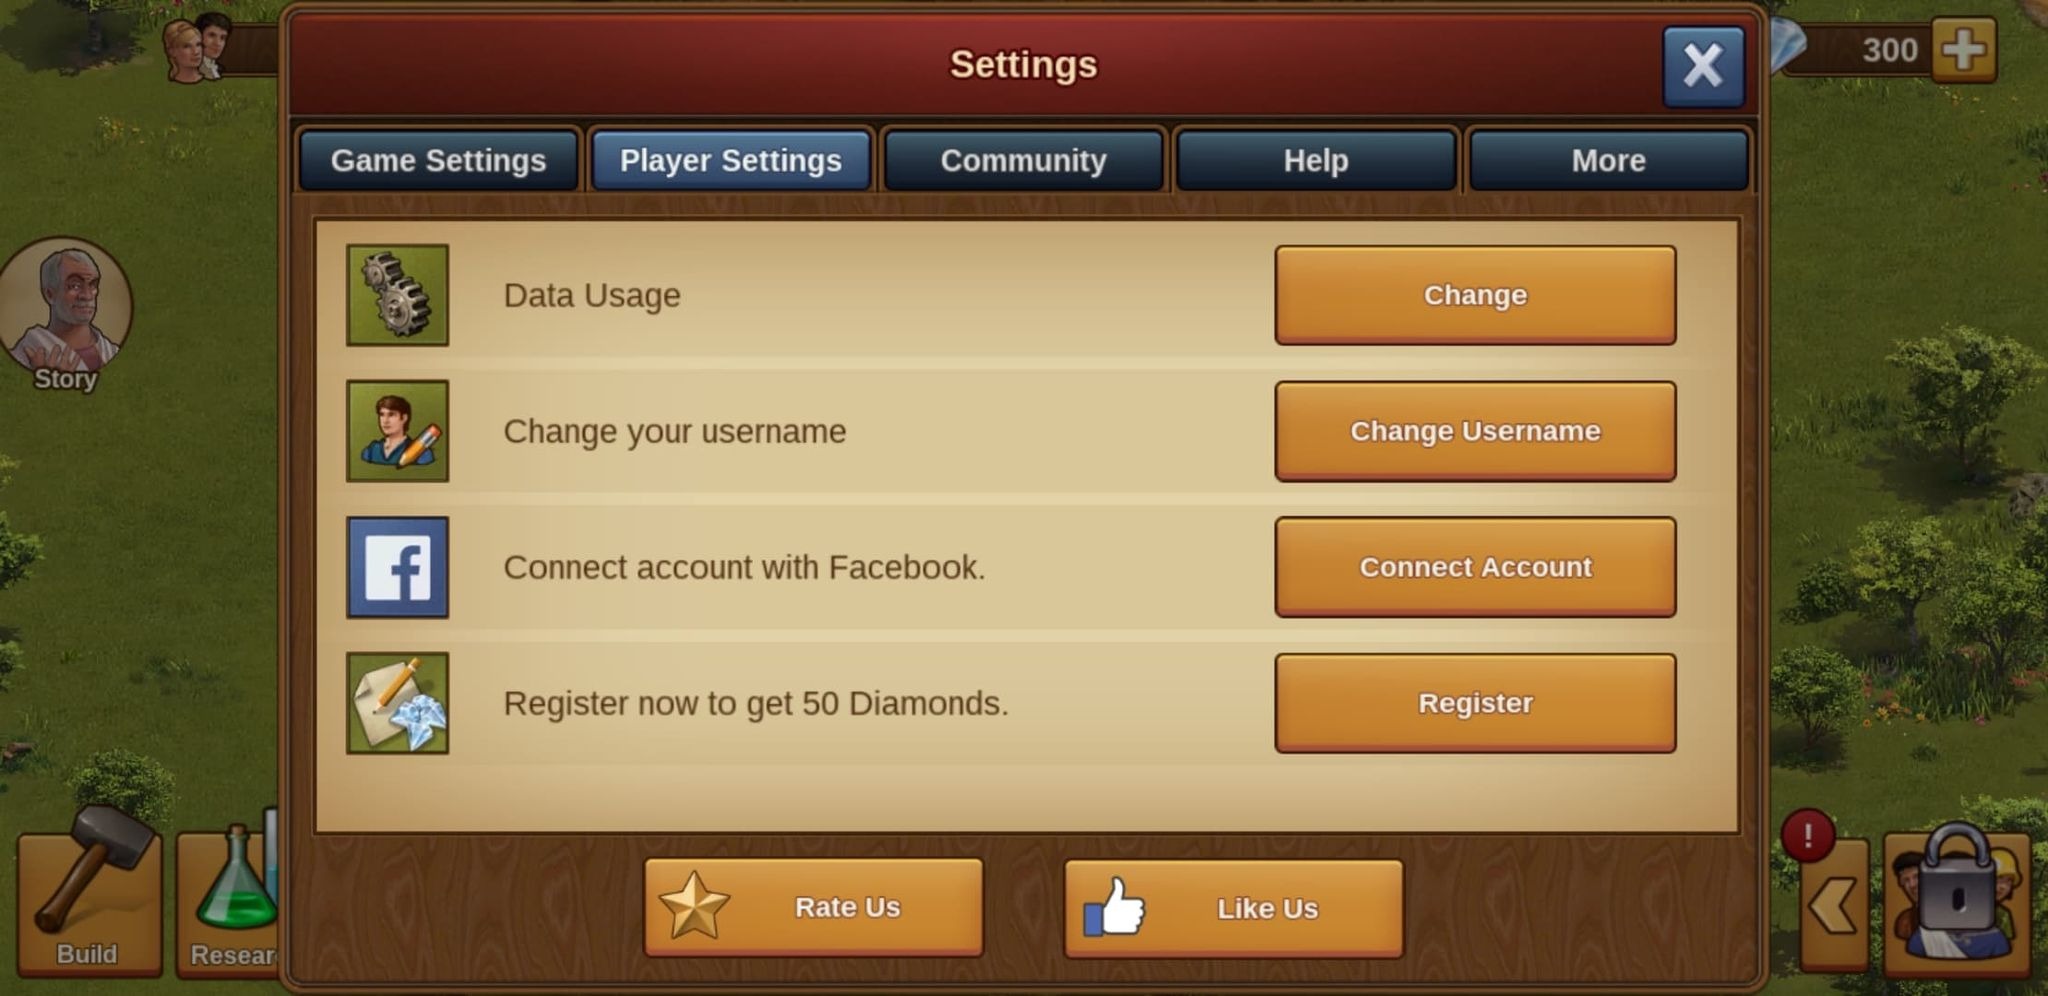 Settings
300
Game Settings
Player Settings
Community
Help
More
Data Usage
Change
Change your username
Change Username
Connect account with Facebook.
Connect Account
Register now to get 50 Diamonds.
Register
Story
!
Build
Resear
Rate Us
Like Us